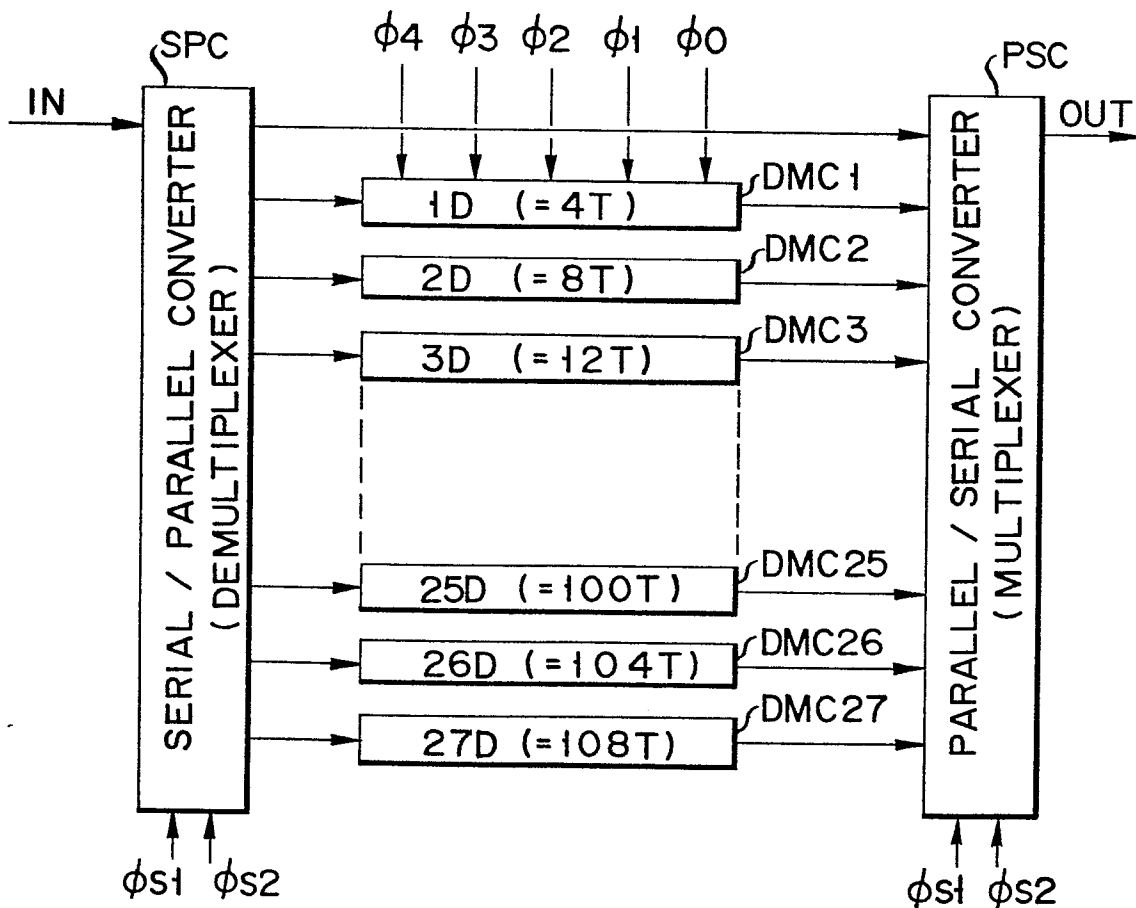 SPC
ϕ4 ϕ3 ϕ2 ϕ1 ϕ0
PSC
IN
OUT
SERIAL / PARALLEL CONVERTER
(DEMULTIPLEXER)
1D (=4T)
DMC1
2D (=8T)
DMC2
3D (=12T)
DMC3
25D (=100T)
DMC25
26D (=104T)
DMC26
27D (=108T)
DMC27
PARALLEL / SERIAL CONVERTER
(MULTIPLEXER)
ϕS1 ϕS2
ϕS1 ϕS2